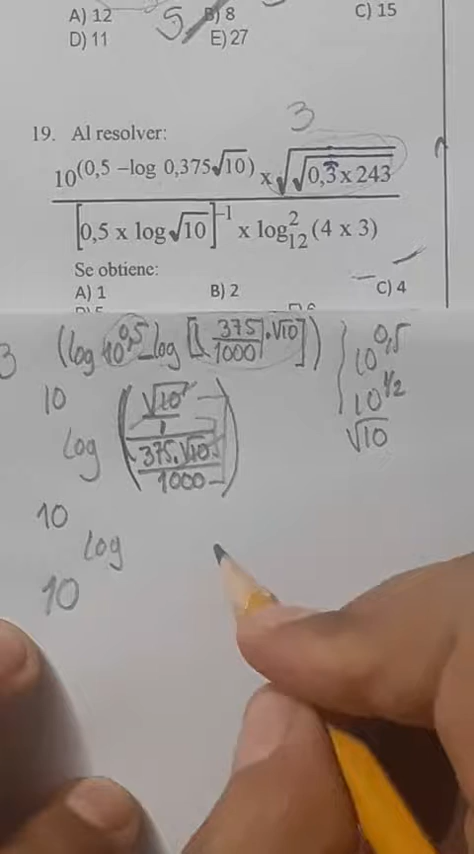 A) 12 5 B) 8 C) 15
D) 11 E) 27
3
19. Al resolver:
10^(0,5 –log 0,375√10) x √√0,3̂ x 243
[0,5 x log √10]^–1 x log²₁₂ (4 x 3)
Se obtiene:
A) 1 B) 2 C) 4
3 (log 10^0,5 – log [375/1000 · √10]) 10^0,5
10 10^1/2
log (√10/1 / 375·√10/1000) √10
10
log
10